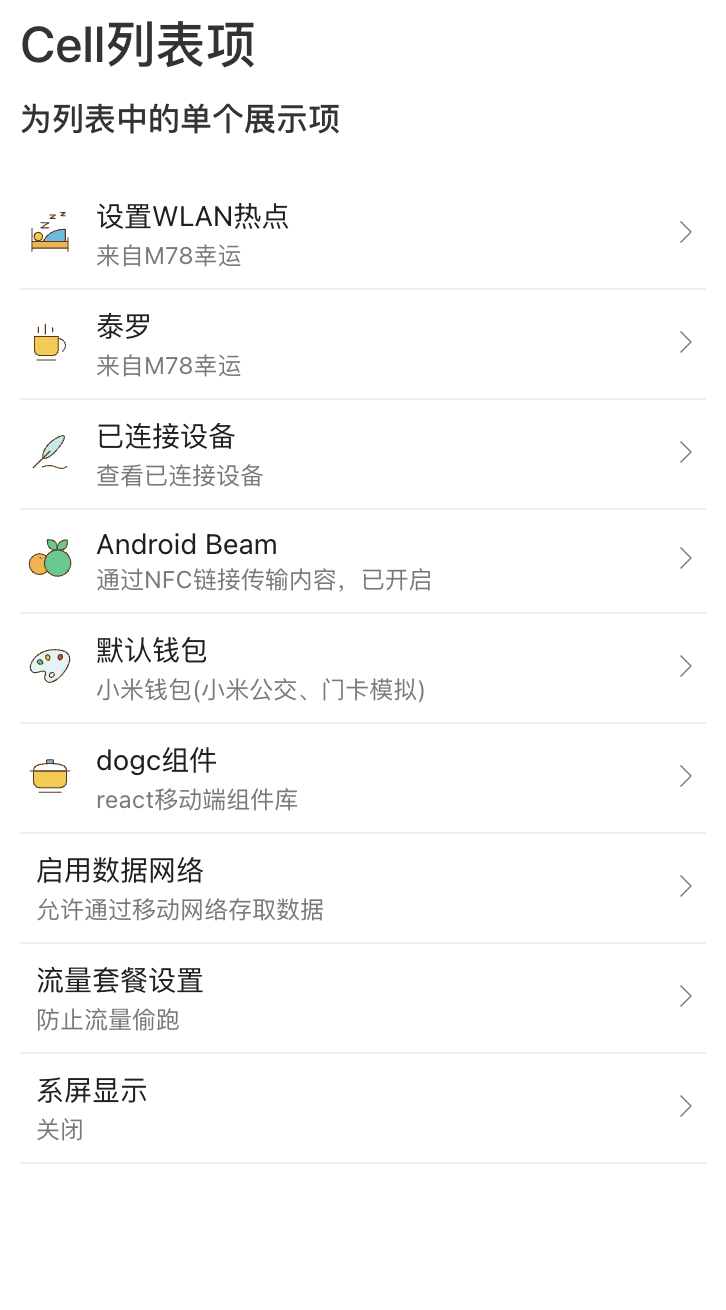 Cell列表项
为列表中的单个展示项
设置WLAN热点
来自M78幸运
泰罗
来自M78幸运
已连接设备
查看已连接设备
Android Beam
通过NFC链接传输内容，已开启
默认钱包
小米钱包(小米公交、门卡模拟)
dogc组件
react移动端组件库
启用数据网络
允许通过移动网络存取数据
流量套餐设置
防止流量偷跑
系屏显示
关闭